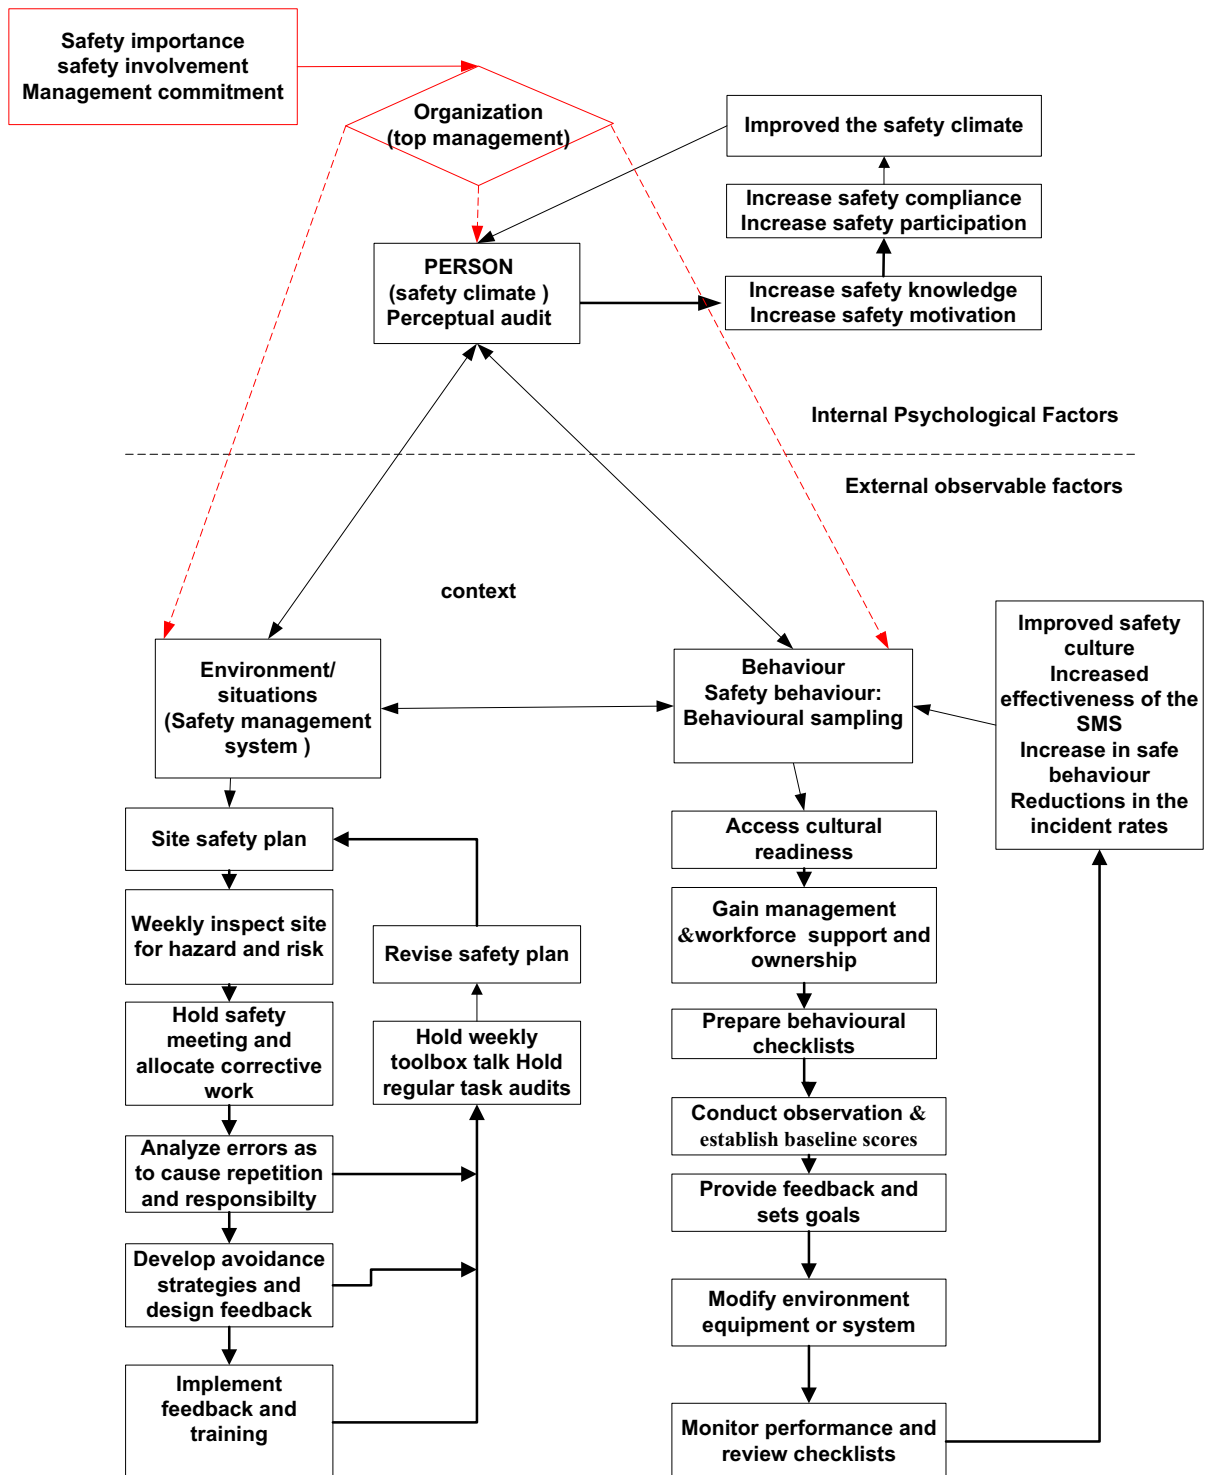 Safety importance
safety involvement
Management commitment
Organization
(top management)
Improved the safety climate
Increase safety compliance
Increase safety participation
PERSON
(safety climate )
Perceptual audit
Increase safety knowledge
Increase safety motivation
Internal Psychological Factors
External observable factors
context
Environment/
situations
(Safety management
system )
Behaviour
Safety behaviour:
Behavioural sampling
Improved safety
culture
Increased
effectiveness of the
SMS
Increase in safe
behaviour
Reductions in the
incident rates
Site safety plan
Weekly inspect site
for hazard and risk
Hold safety
meeting and
allocate corrective
work
Analyze errors as
to cause repetition
and responsibilty
Develop avoidance
strategies and
design feedback
Implement
feedback and
training
Revise safety plan
Hold weekly
toolbox talk Hold
regular task audits
Access cultural
readiness
Gain management
&workforce  support and
ownership
Prepare behavioural
checklists
Conduct observation &
establish baseline scores
Provide feedback and
sets goals
Modify environment
equipment or system
Monitor performance and
review checklists